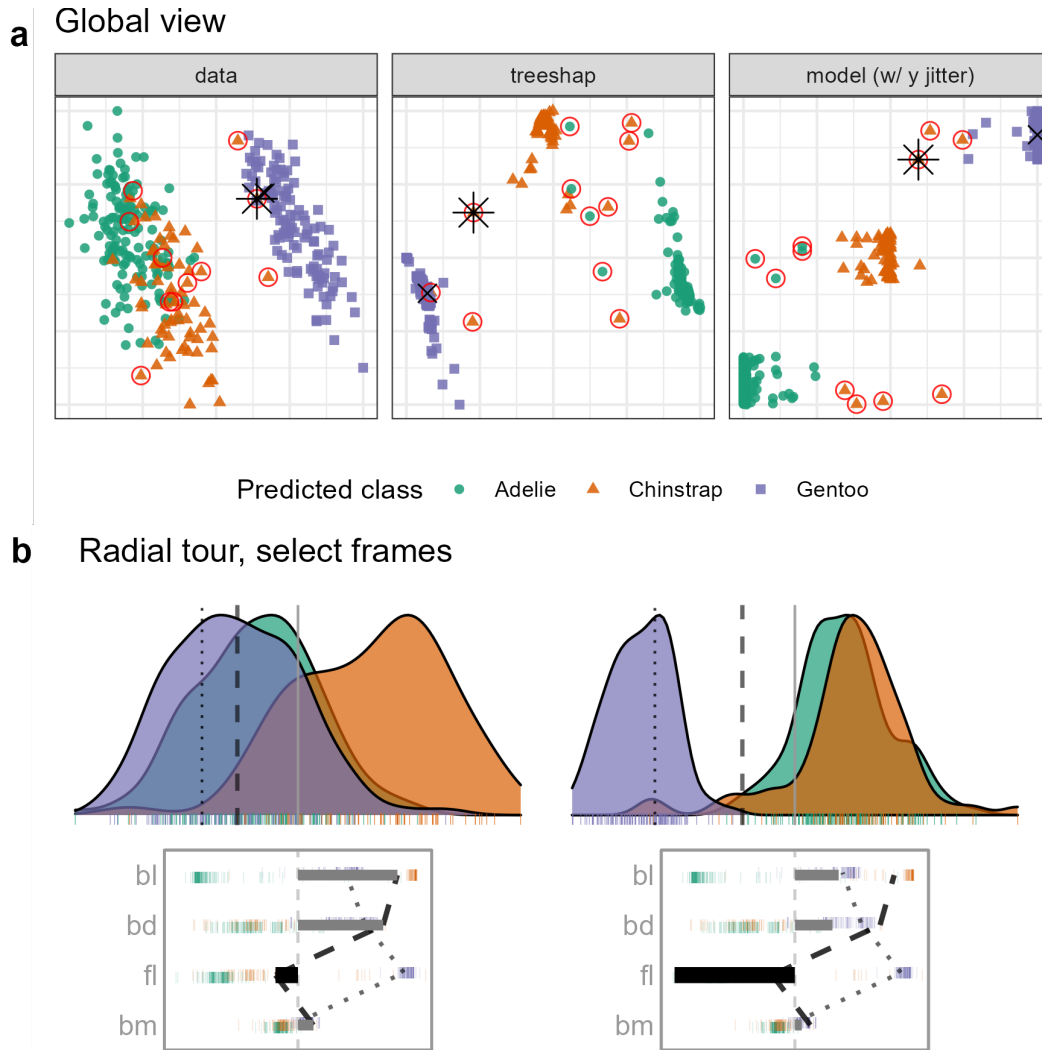 a Global view
data treeshap model (w/ y jitter)
Predicted class Adelie Chinstrap Gentoo
b Radial tour, select frames
bl bl
bd bd
fl fl
bm bm